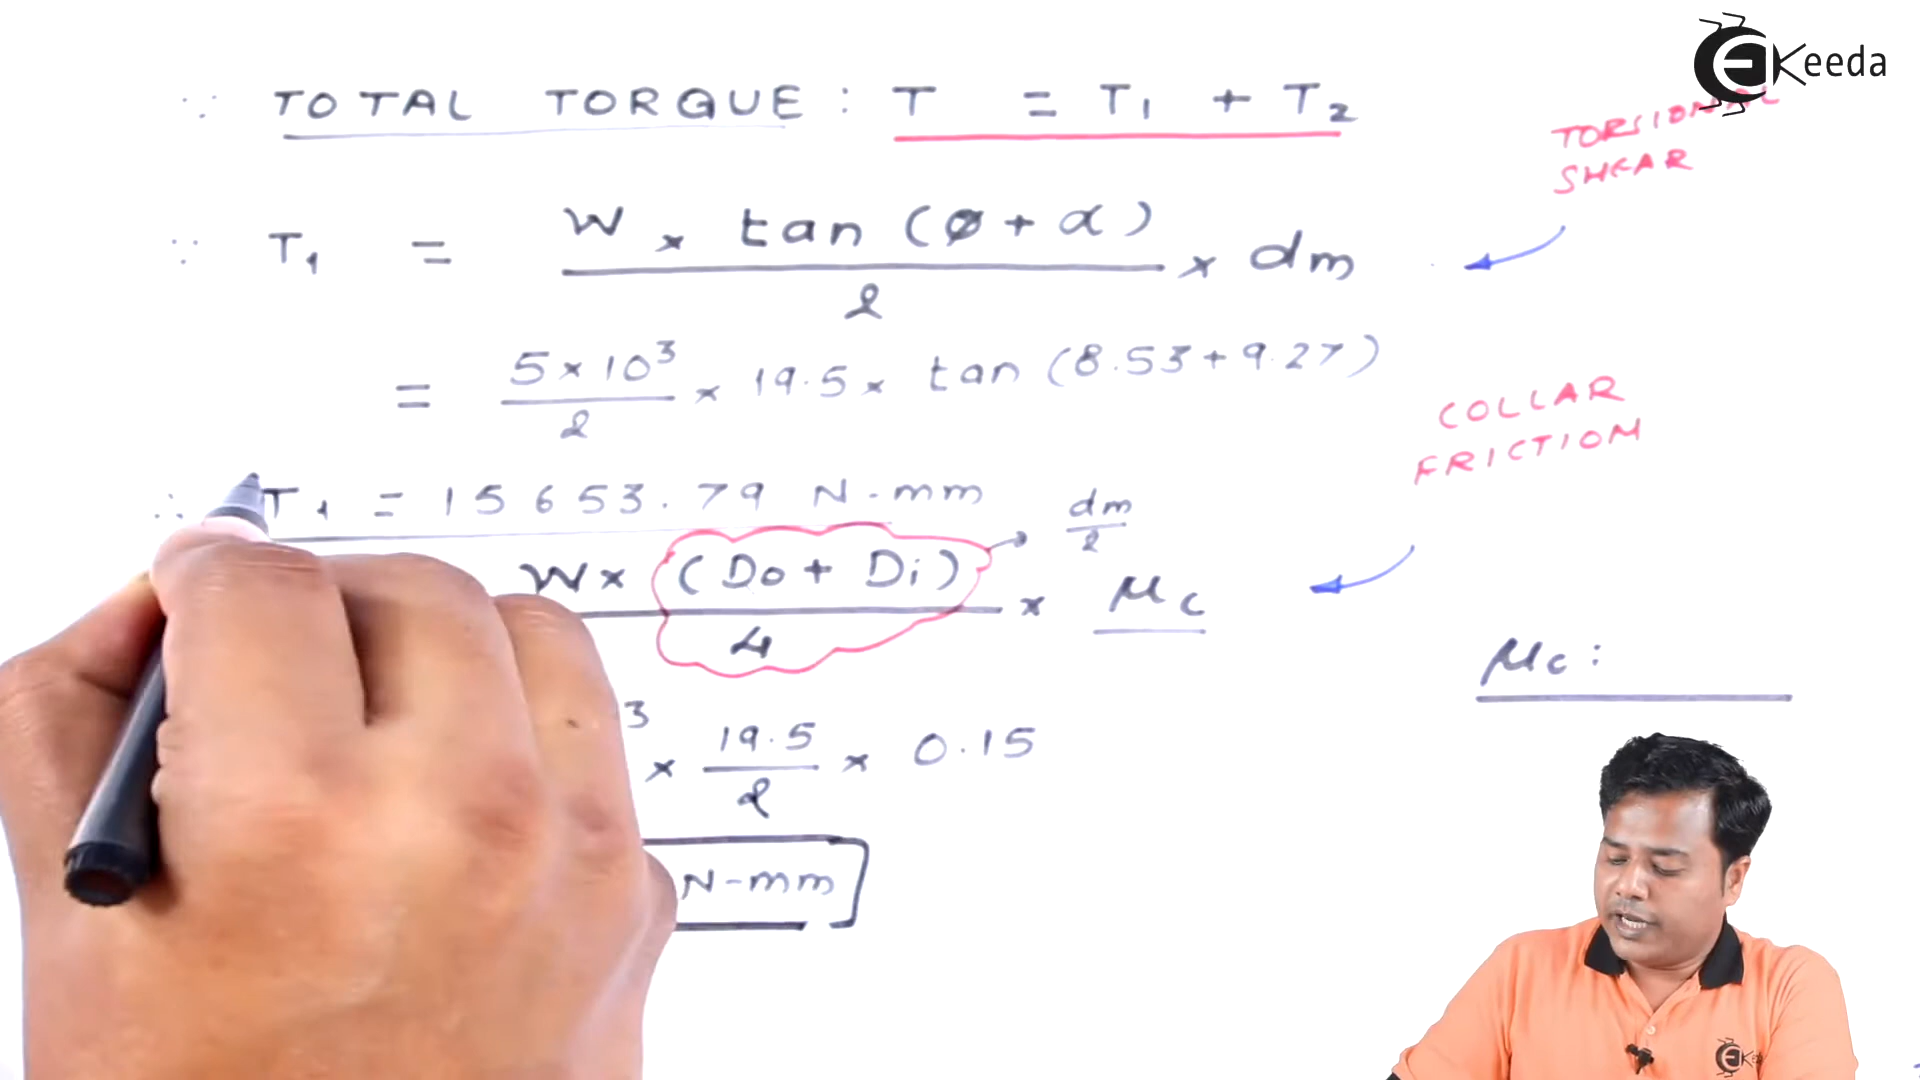 Keeda
∵ TOTAL TORQUE : T = T₁ + T₂
TORSIONAL
SHEAR
∵ T₁ = W × tan (ø + α) / 2 × dm
= 5 × 10³ / 2 × 19.5 × tan (8.53 + 9.27)
COLLAR
FRICTION
∴ T₁ = 15653.79 N-mm
dm / 2
W × (Do + Di) / 4 × μc
μc :
³ × 19.5 / 2 × 0.15
N-mm